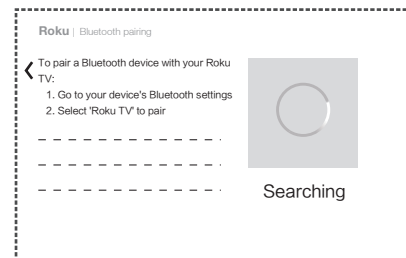 Roku | Bluetooth pairing
To pair a Bluetooth device with your Roku
TV:
1. Go to your device's Bluetooth settings
2. Select 'Roku TV' to pair
Searching